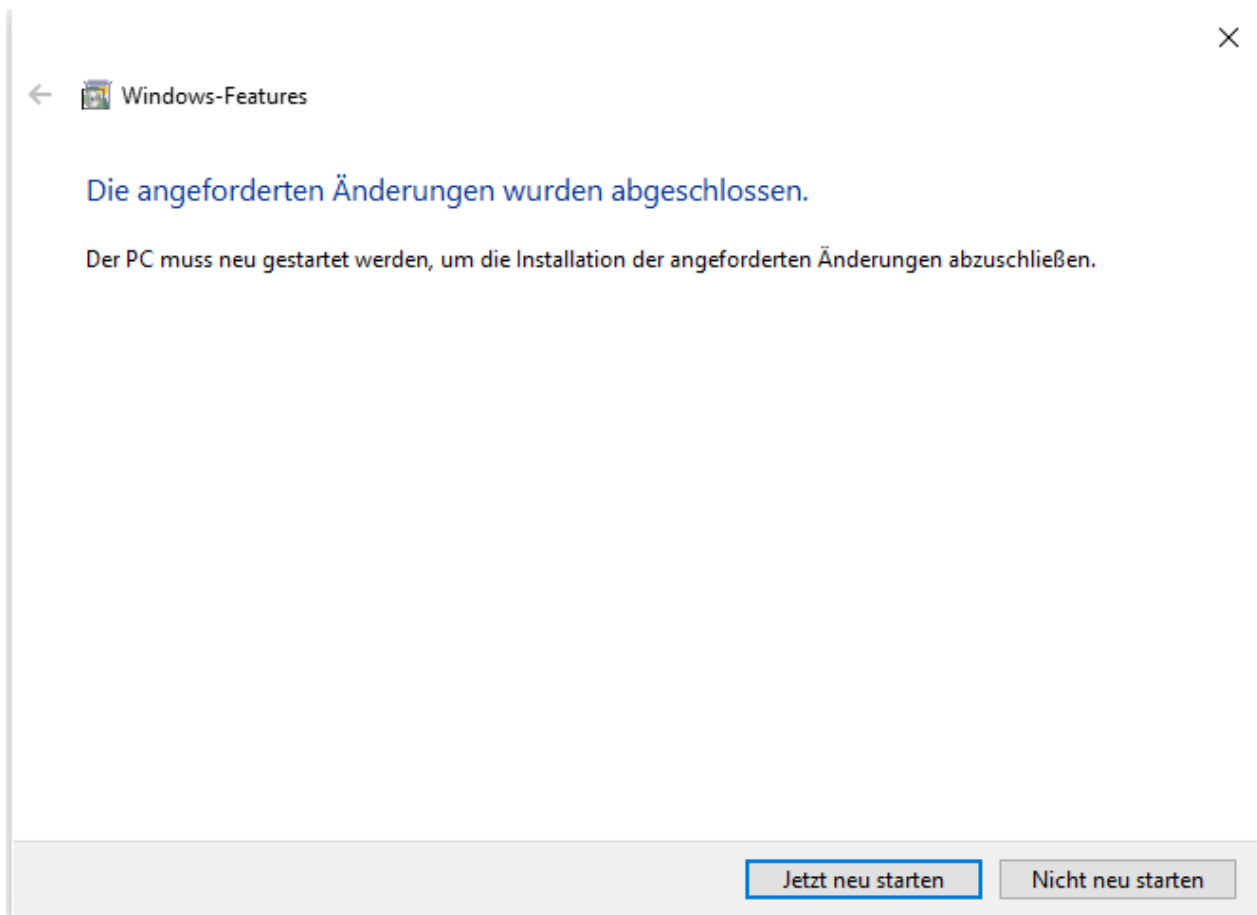 Windows-Features
Die angeforderten Änderungen wurden abgeschlossen.
Der PC muss neu gestartet werden, um die Installation der angeforderten Änderungen abzuschließen.
Jetzt neu starten
Nicht neu starten